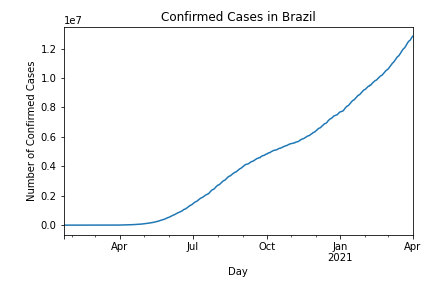 Confirmed Cases in Brazil
1e7
1.2
1.0
0.8
0.6
0.4
0.2
0.0
Number of Confirmed Cases
Apr Jul Oct Jan Apr
2021
Day